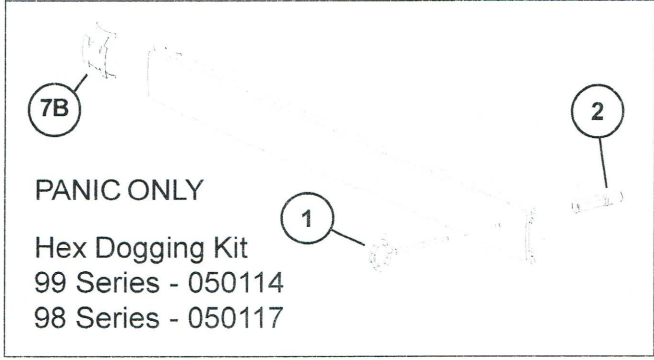 7B
2
PANIC ONLY
1
Hex Dogging Kit
99 Series - 050114
98 Series - 050117